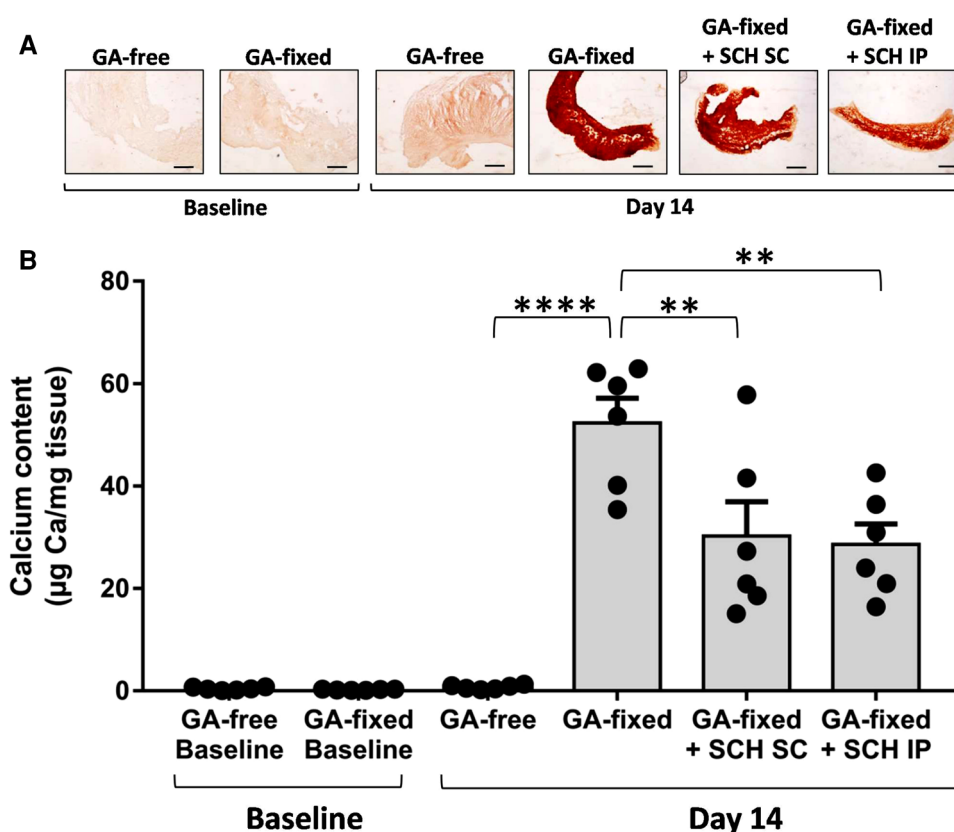 A
GA-free
GA-fixed
GA-free
GA-fixed
GA-fixed
+ SCH SC
GA-fixed
+ SCH IP
Baseline
Day 14
B
Calcium content
(µg Ca/mg tissue)
80
60
40
20
0
****
**
**
GA-free
Baseline
GA-fixed
Baseline
GA-free
GA-fixed
GA-fixed
+ SCH SC
GA-fixed
+ SCH IP
Baseline
Day 14